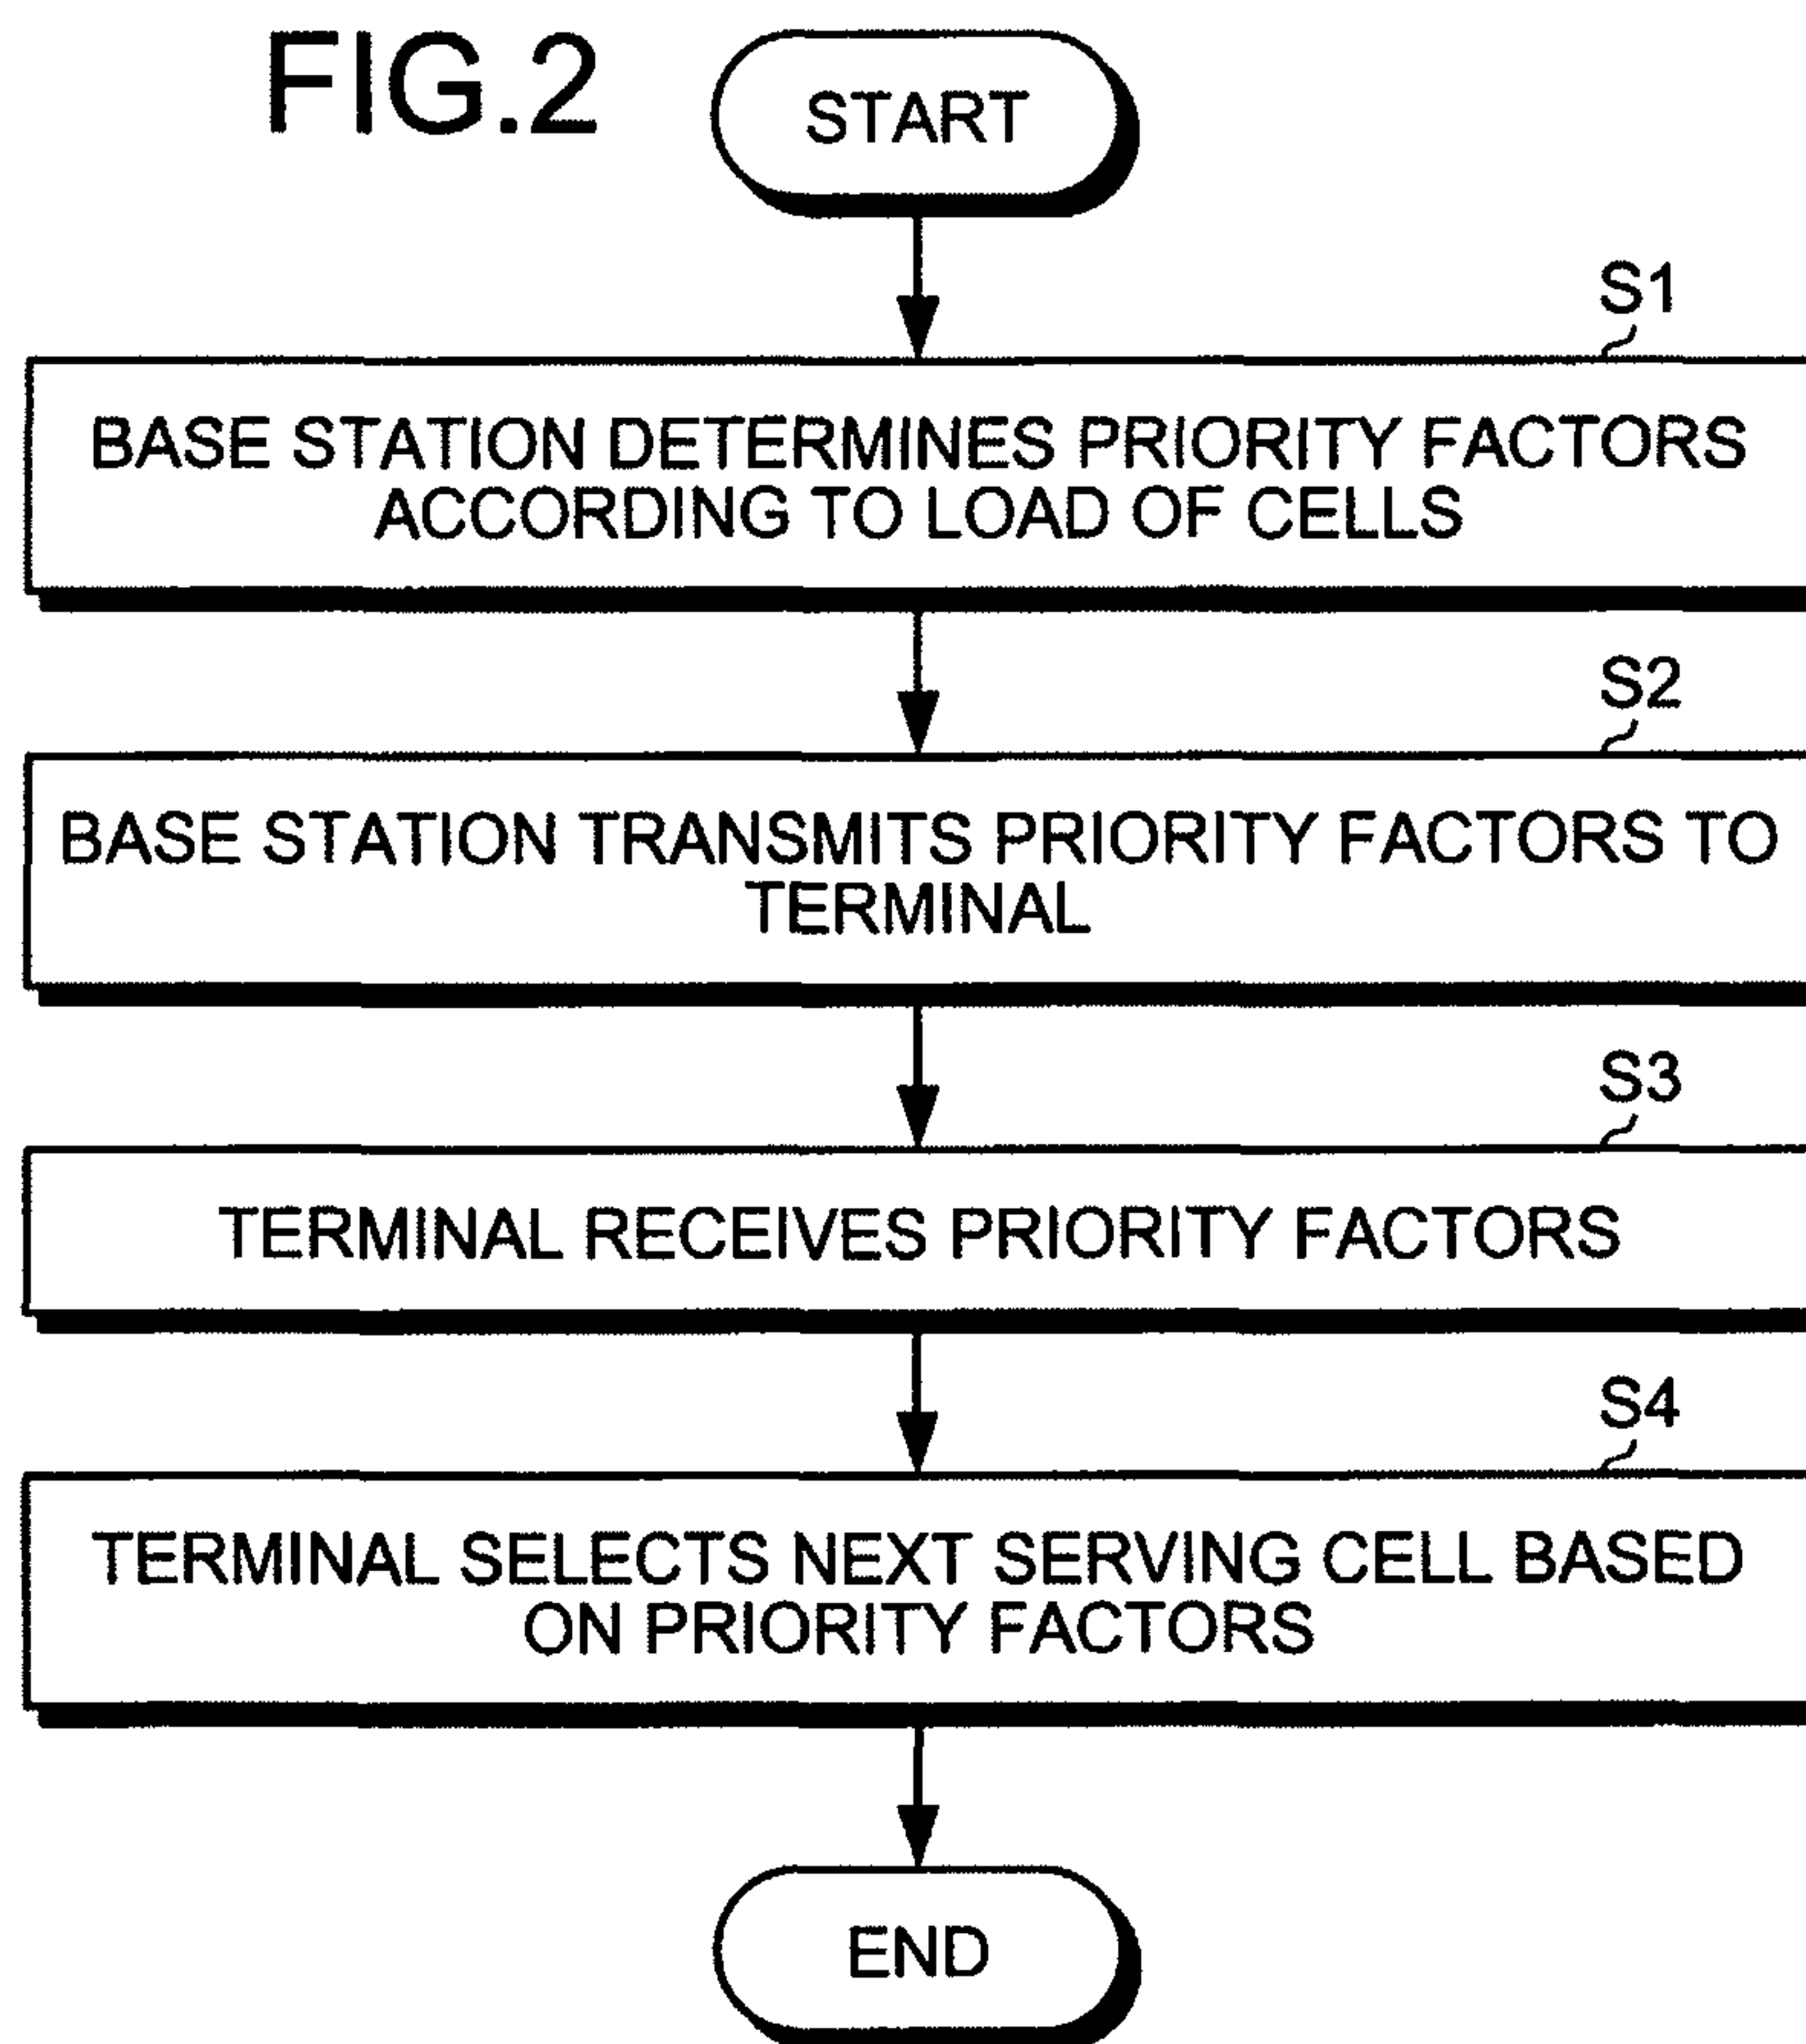 FIG.2
START
S1
BASE STATION DETERMINES PRIORITY FACTORS
ACCORDING TO LOAD OF CELLS
S2
BASE STATION TRANSMITS PRIORITY FACTORS TO
TERMINAL
S3
TERMINAL RECEIVES PRIORITY FACTORS
S4
TERMINAL SELECTS NEXT SERVING CELL BASED
ON PRIORITY FACTORS
END